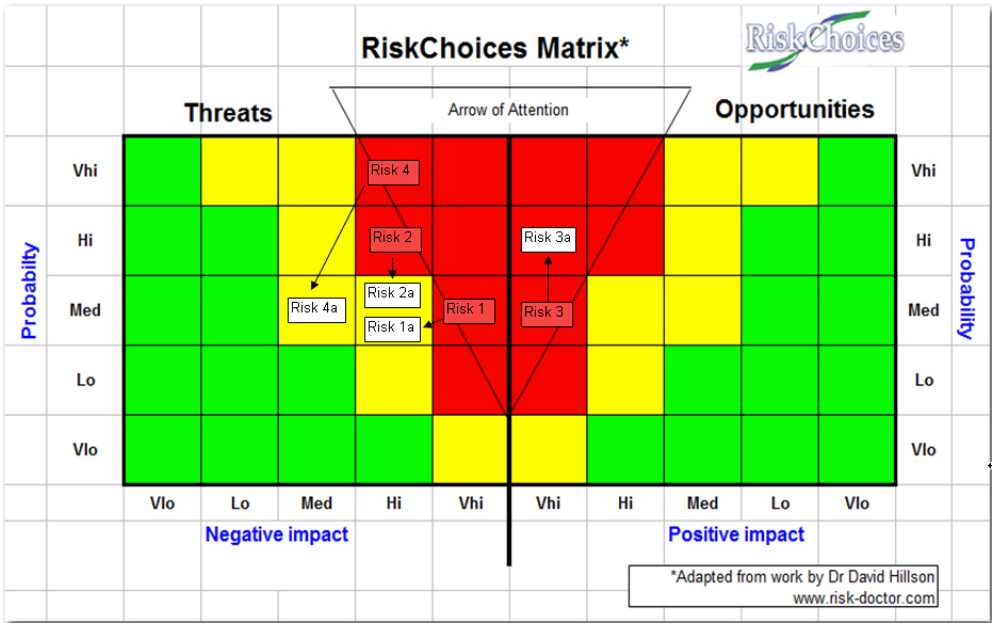 RiskChoices Matrix*
RiskChoices
Threats
Arrow of Attention
Opportunities
Vhi
Risk 4
Vhi
Hi
Risk 2
Risk 3a
Hi
Probabilty
Probability
Med
Risk 4a
Risk 2a
Risk 1a
Risk 1
Risk 3
Med
Lo
Lo
Vlo
Vlo
Vlo Lo Med Hi Vhi Vhi Hi Med Lo Vlo
Negative impact
Positive impact
*Adapted from work by Dr David Hillson
www.risk-doctor.com